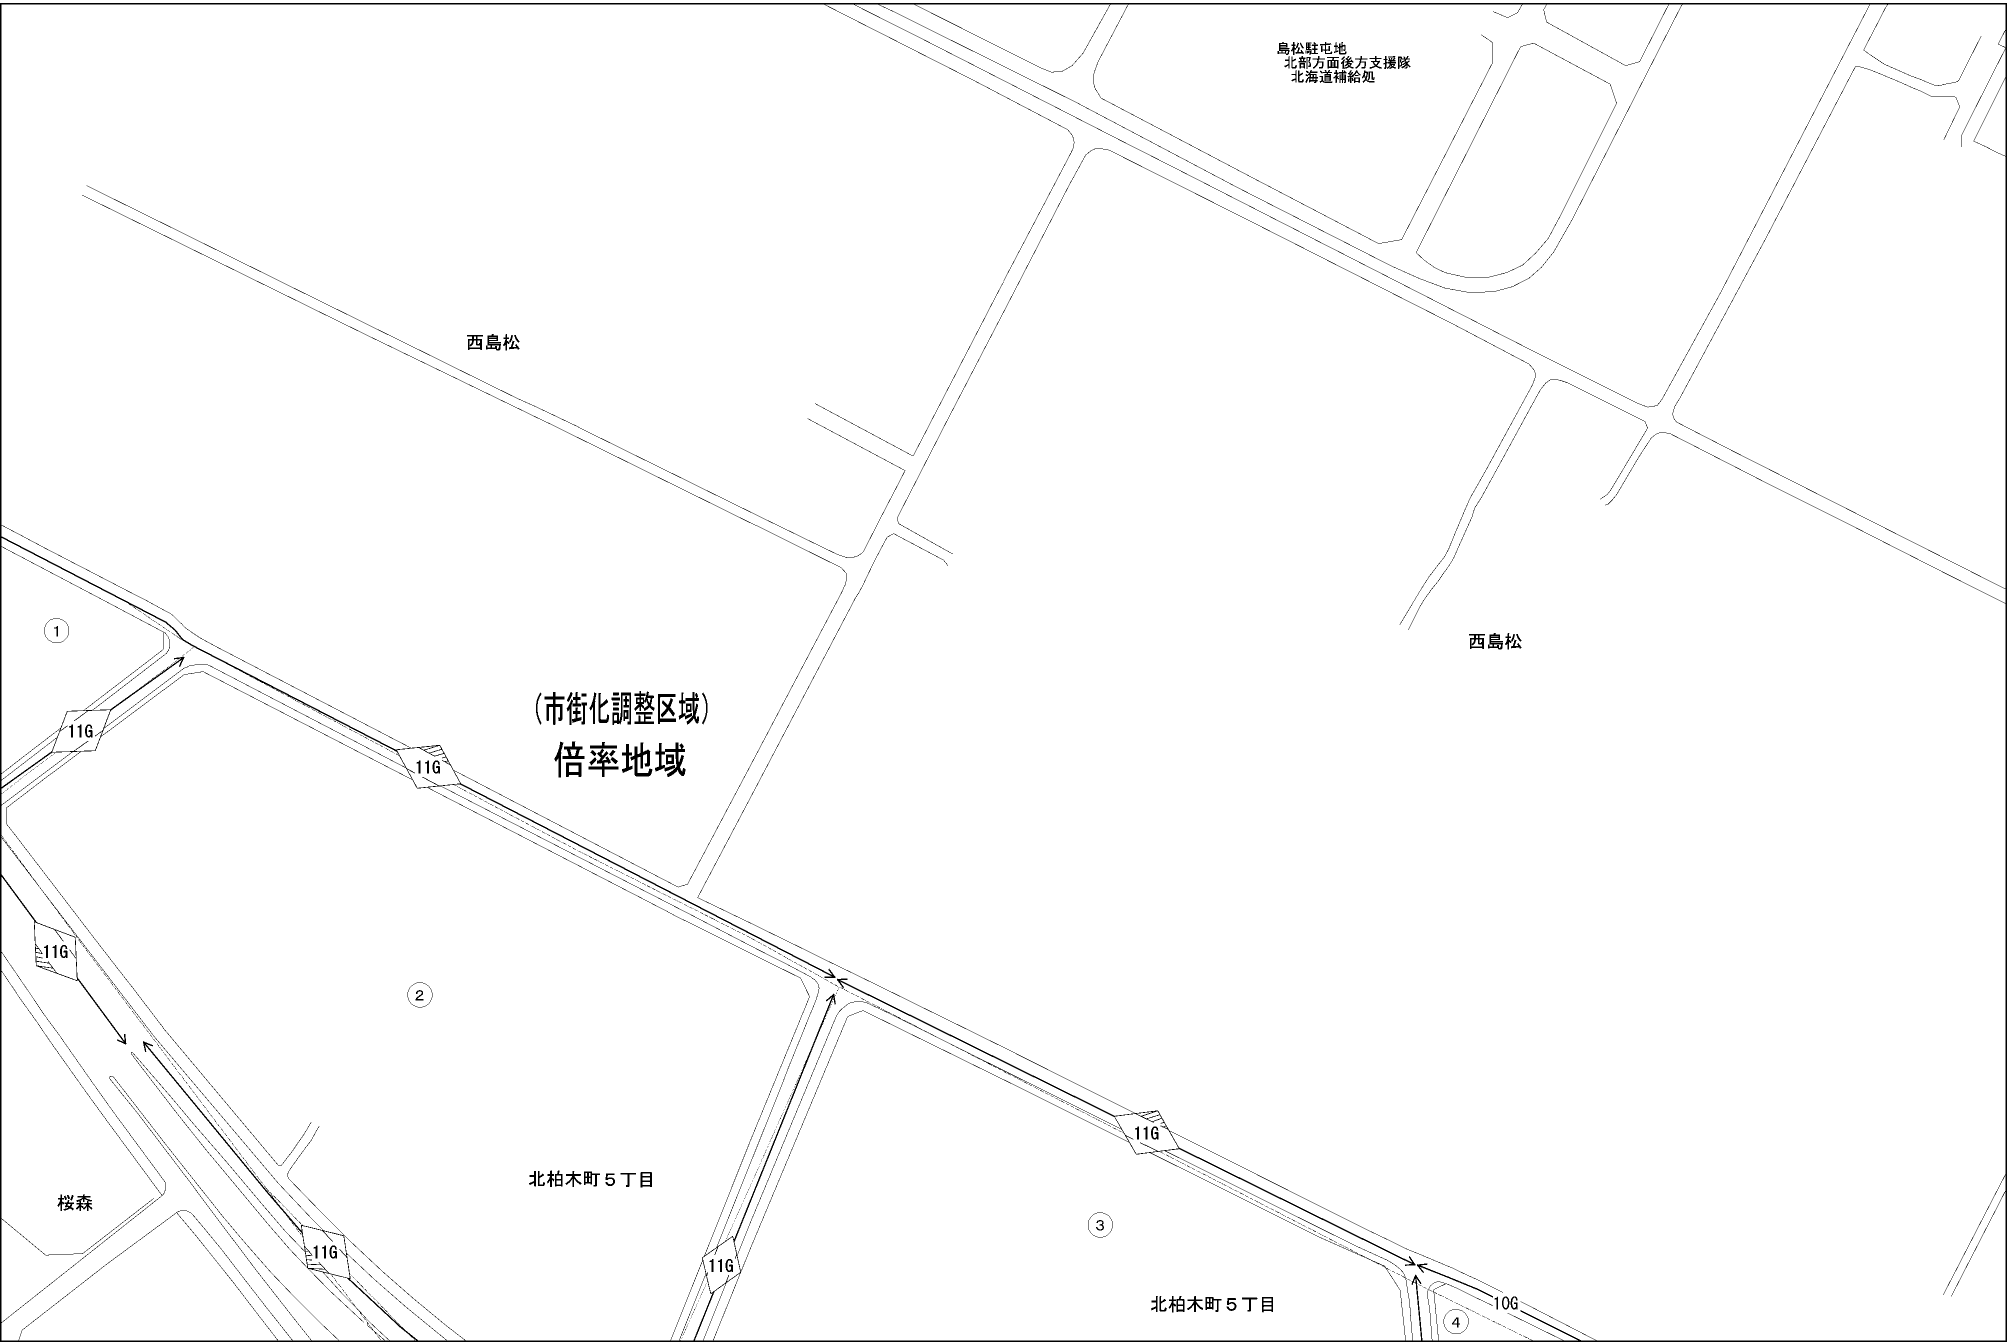 島松駐屯地
北部方面後方支援隊
北海道補給処
西島松
1
西島松
11G
（市街化調整区域）
倍率地域
11G
11G
2
11G
北柏木町５丁目
桜森
3
11G
11G
10G
北柏木町５丁目
4